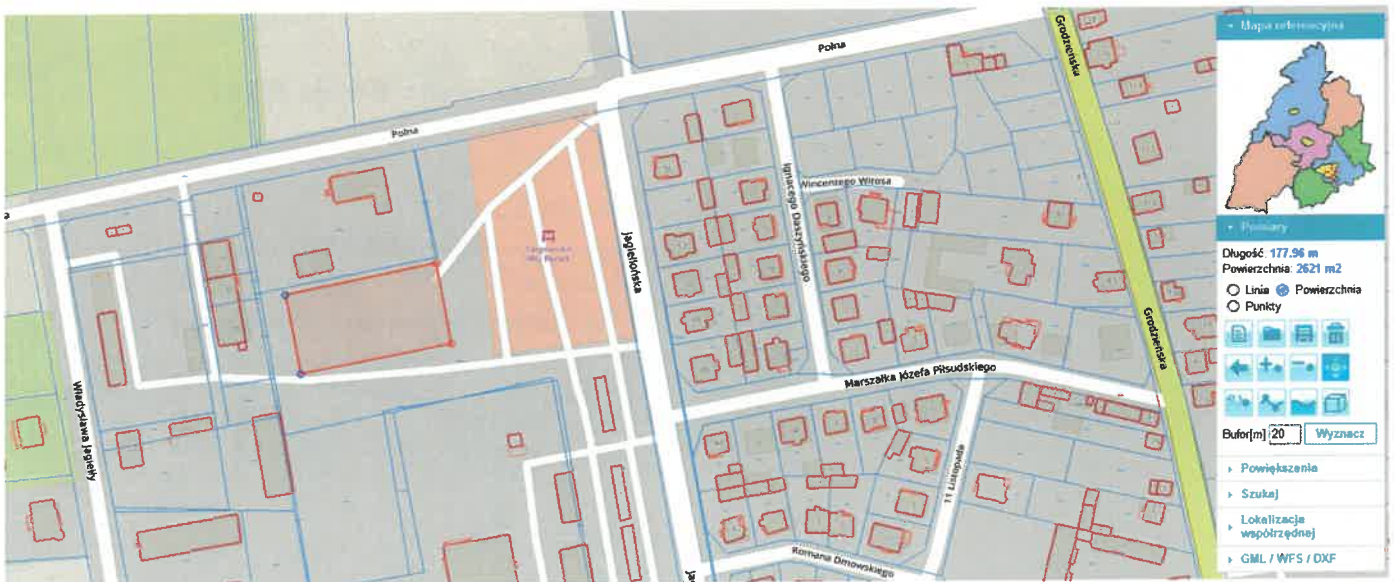 Polna
Grodzieńska
Polna
Ignacego Daszyńskiego
Wincentego Witosa
Jagiellońska
Grodzieńska
Marszałka Józefa Piłsudskiego
Władysława Jagiełły
11 Listopada
Romana Dmowskiego
Mapa referencyjna
Pomiary
Długość: 177.96 m
Powierzchnia: 2621 m2
Linia Powierzchnia
Punkty
Bufor[m] 20 Wyznacz
Powiększenia
Szukaj
Lokalizacja
współrzędnej
GML / WFS / DXF